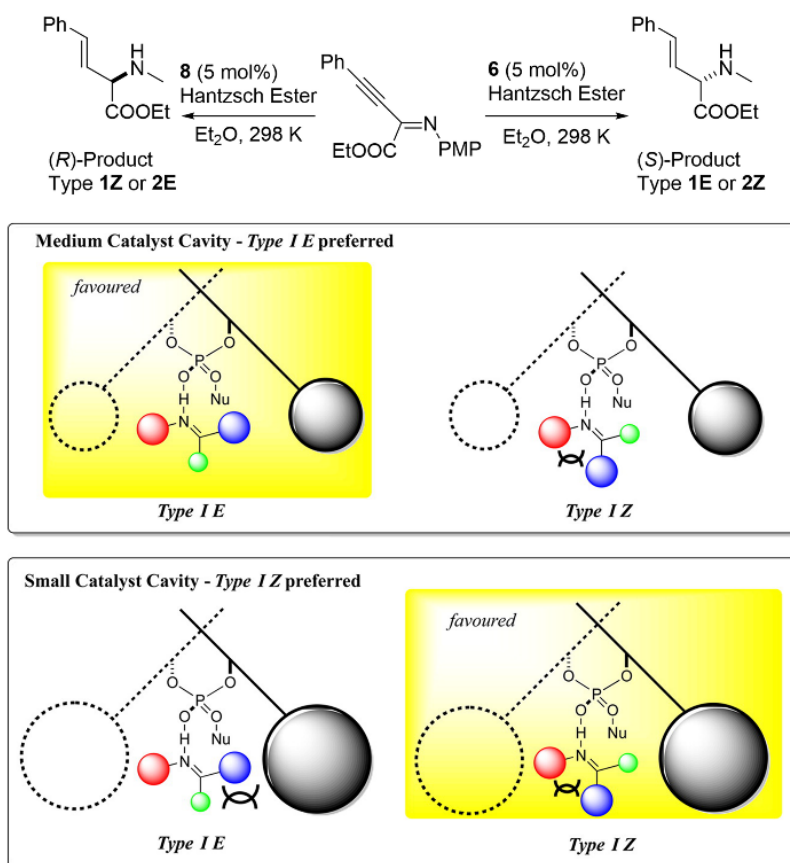 Ph
H
N
COOEt
8 (5 mol%)
Hantzsch Ester
Et₂O, 298 K
(R)-Product
Type 1Z or 2E
Ph
EtOOC
N
PMP
6 (5 mol%)
Hantzsch Ester
Et₂O, 298 K
Ph
H
N
COOEt
(S)-Product
Type 1E or 2Z
Medium Catalyst Cavity - Type I E preferred
favoured
O O
P
O O
H Nu
N
Type I E
O O
P
O O
H Nu
N
Type I Z
Small Catalyst Cavity - Type I Z preferred
O O
P
O O
H Nu
N
Type I E
favoured
O O
P
O O
H Nu
N
Type I Z